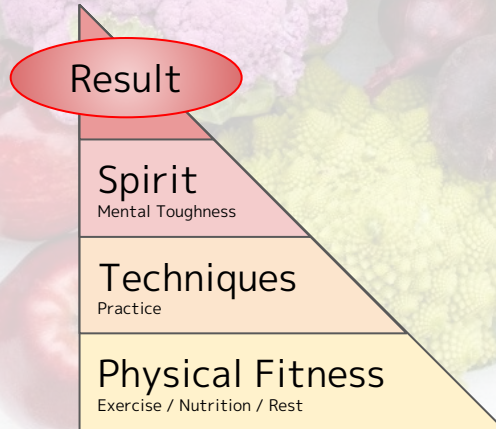 Result
Spirit
Mental Toughness
Techniques
Practice
Physical Fitness
Exercise / Nutrition / Rest